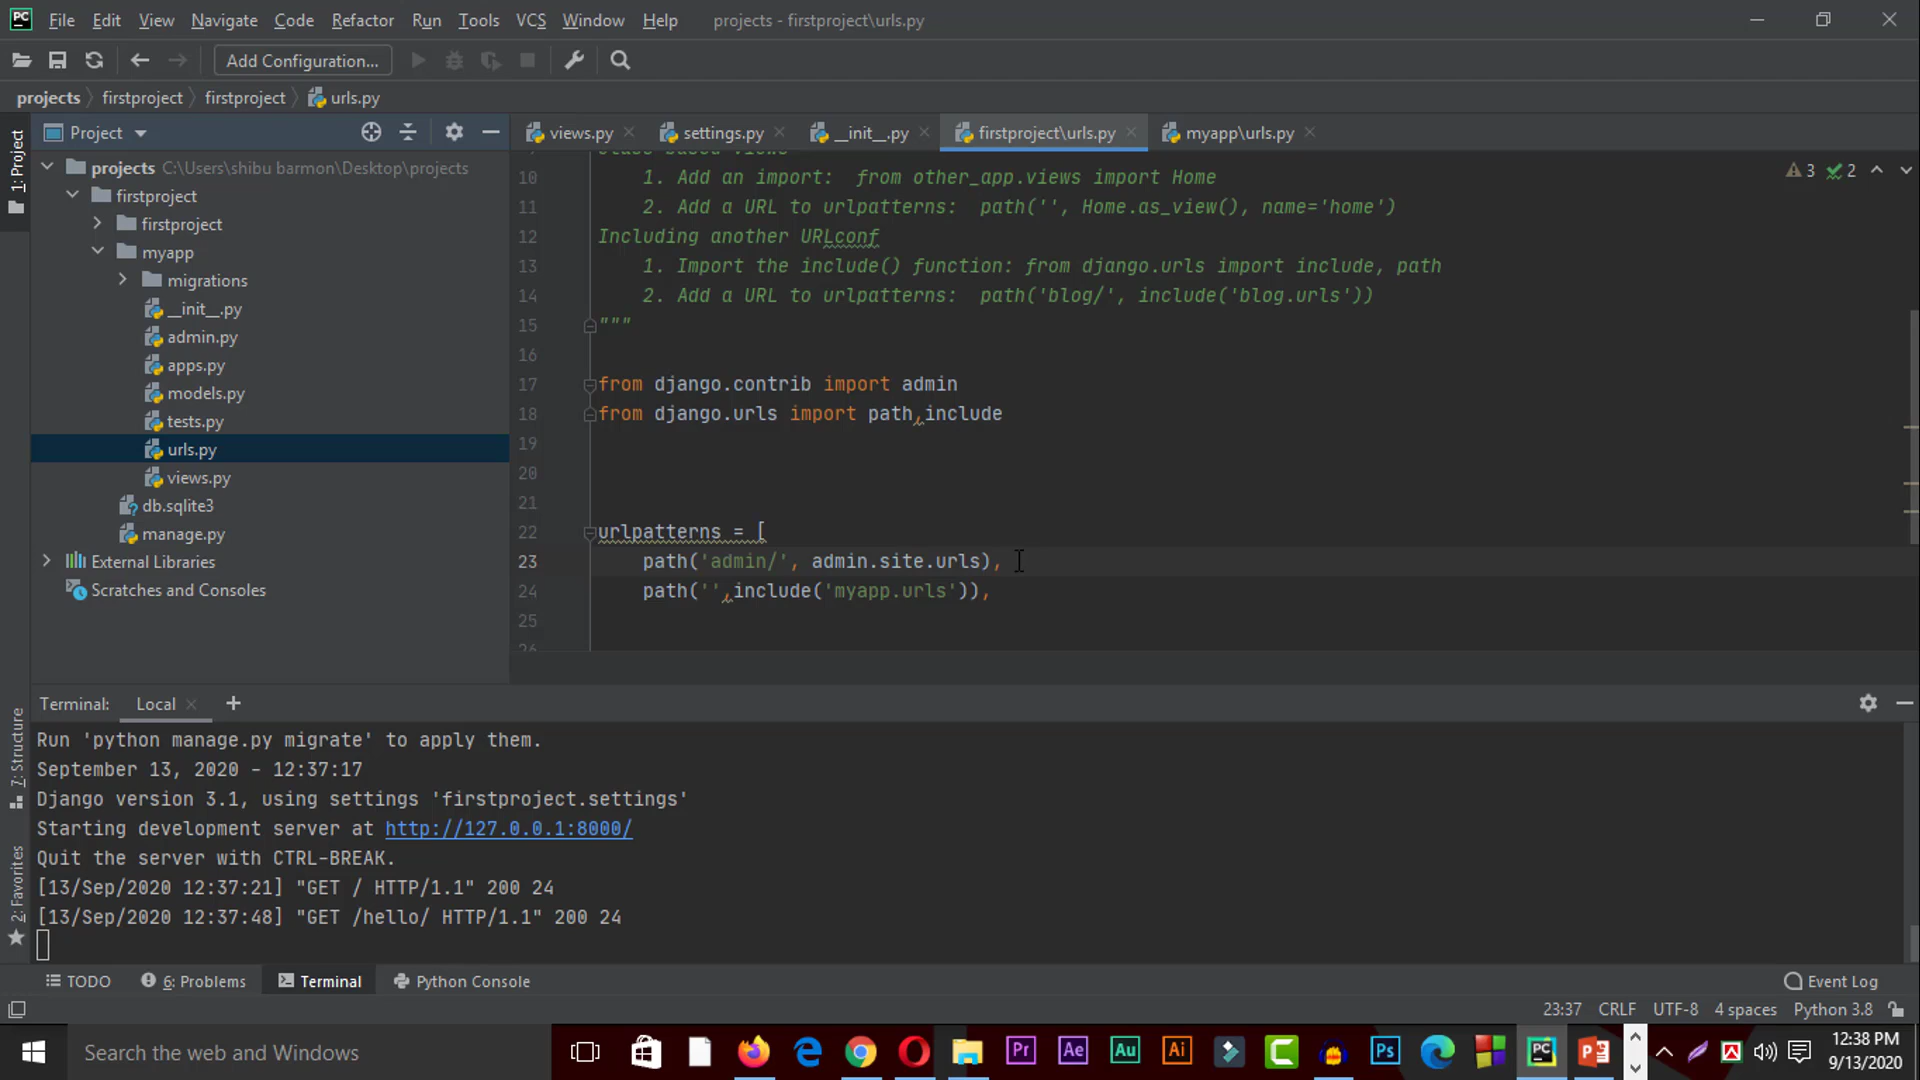 PC File Edit View Navigate Code Refactor Run Tools VCS Window Help projects - firstproject\urls.py
Add Configuration...
projects firstproject firstproject urls.py
Project views.py settings.py __init__.py firstproject\urls.py myapp\urls.py
1: Project
projects C:\Users\shibu barmon\Desktop\projects
firstproject
firstproject
myapp
migrations
__init__.py
admin.py
apps.py
models.py
tests.py
urls.py
views.py
db.sqlite3
manage.py
External Libraries
Scratches and Consoles
3 2
10 1. Add an import:  from other_app.views import Home
11 2. Add a URL to urlpatterns:  path('', Home.as_view(), name='home')
12 Including another URLconf
13 1. Import the include() function: from django.urls import include, path
14 2. Add a URL to urlpatterns:  path('blog/', include('blog.urls'))
15 """
16
17 from django.contrib import admin
18 from django.urls import path,include
19
20
21
22 urlpatterns = [
23 path('admin/', admin.site.urls),
24 path('',include('myapp.urls')),
25
26
Terminal: Local
7: Structure
2: Favorites
Run 'python manage.py migrate' to apply them.
September 13, 2020 - 12:37:17
Django version 3.1, using settings 'firstproject.settings'
Starting development server at http://127.0.0.1:8000/
Quit the server with CTRL-BREAK.
[13/Sep/2020 12:37:21] "GET / HTTP/1.1" 200 24
[13/Sep/2020 12:37:48] "GET /hello/ HTTP/1.1" 200 24
TODO 6: Problems Terminal Python Console Event Log
23:37 CRLF UTF-8 4 spaces Python 3.8
Search the web and Windows Pr Ae Au Ai Ps PC 12:38 PM
9/13/2020